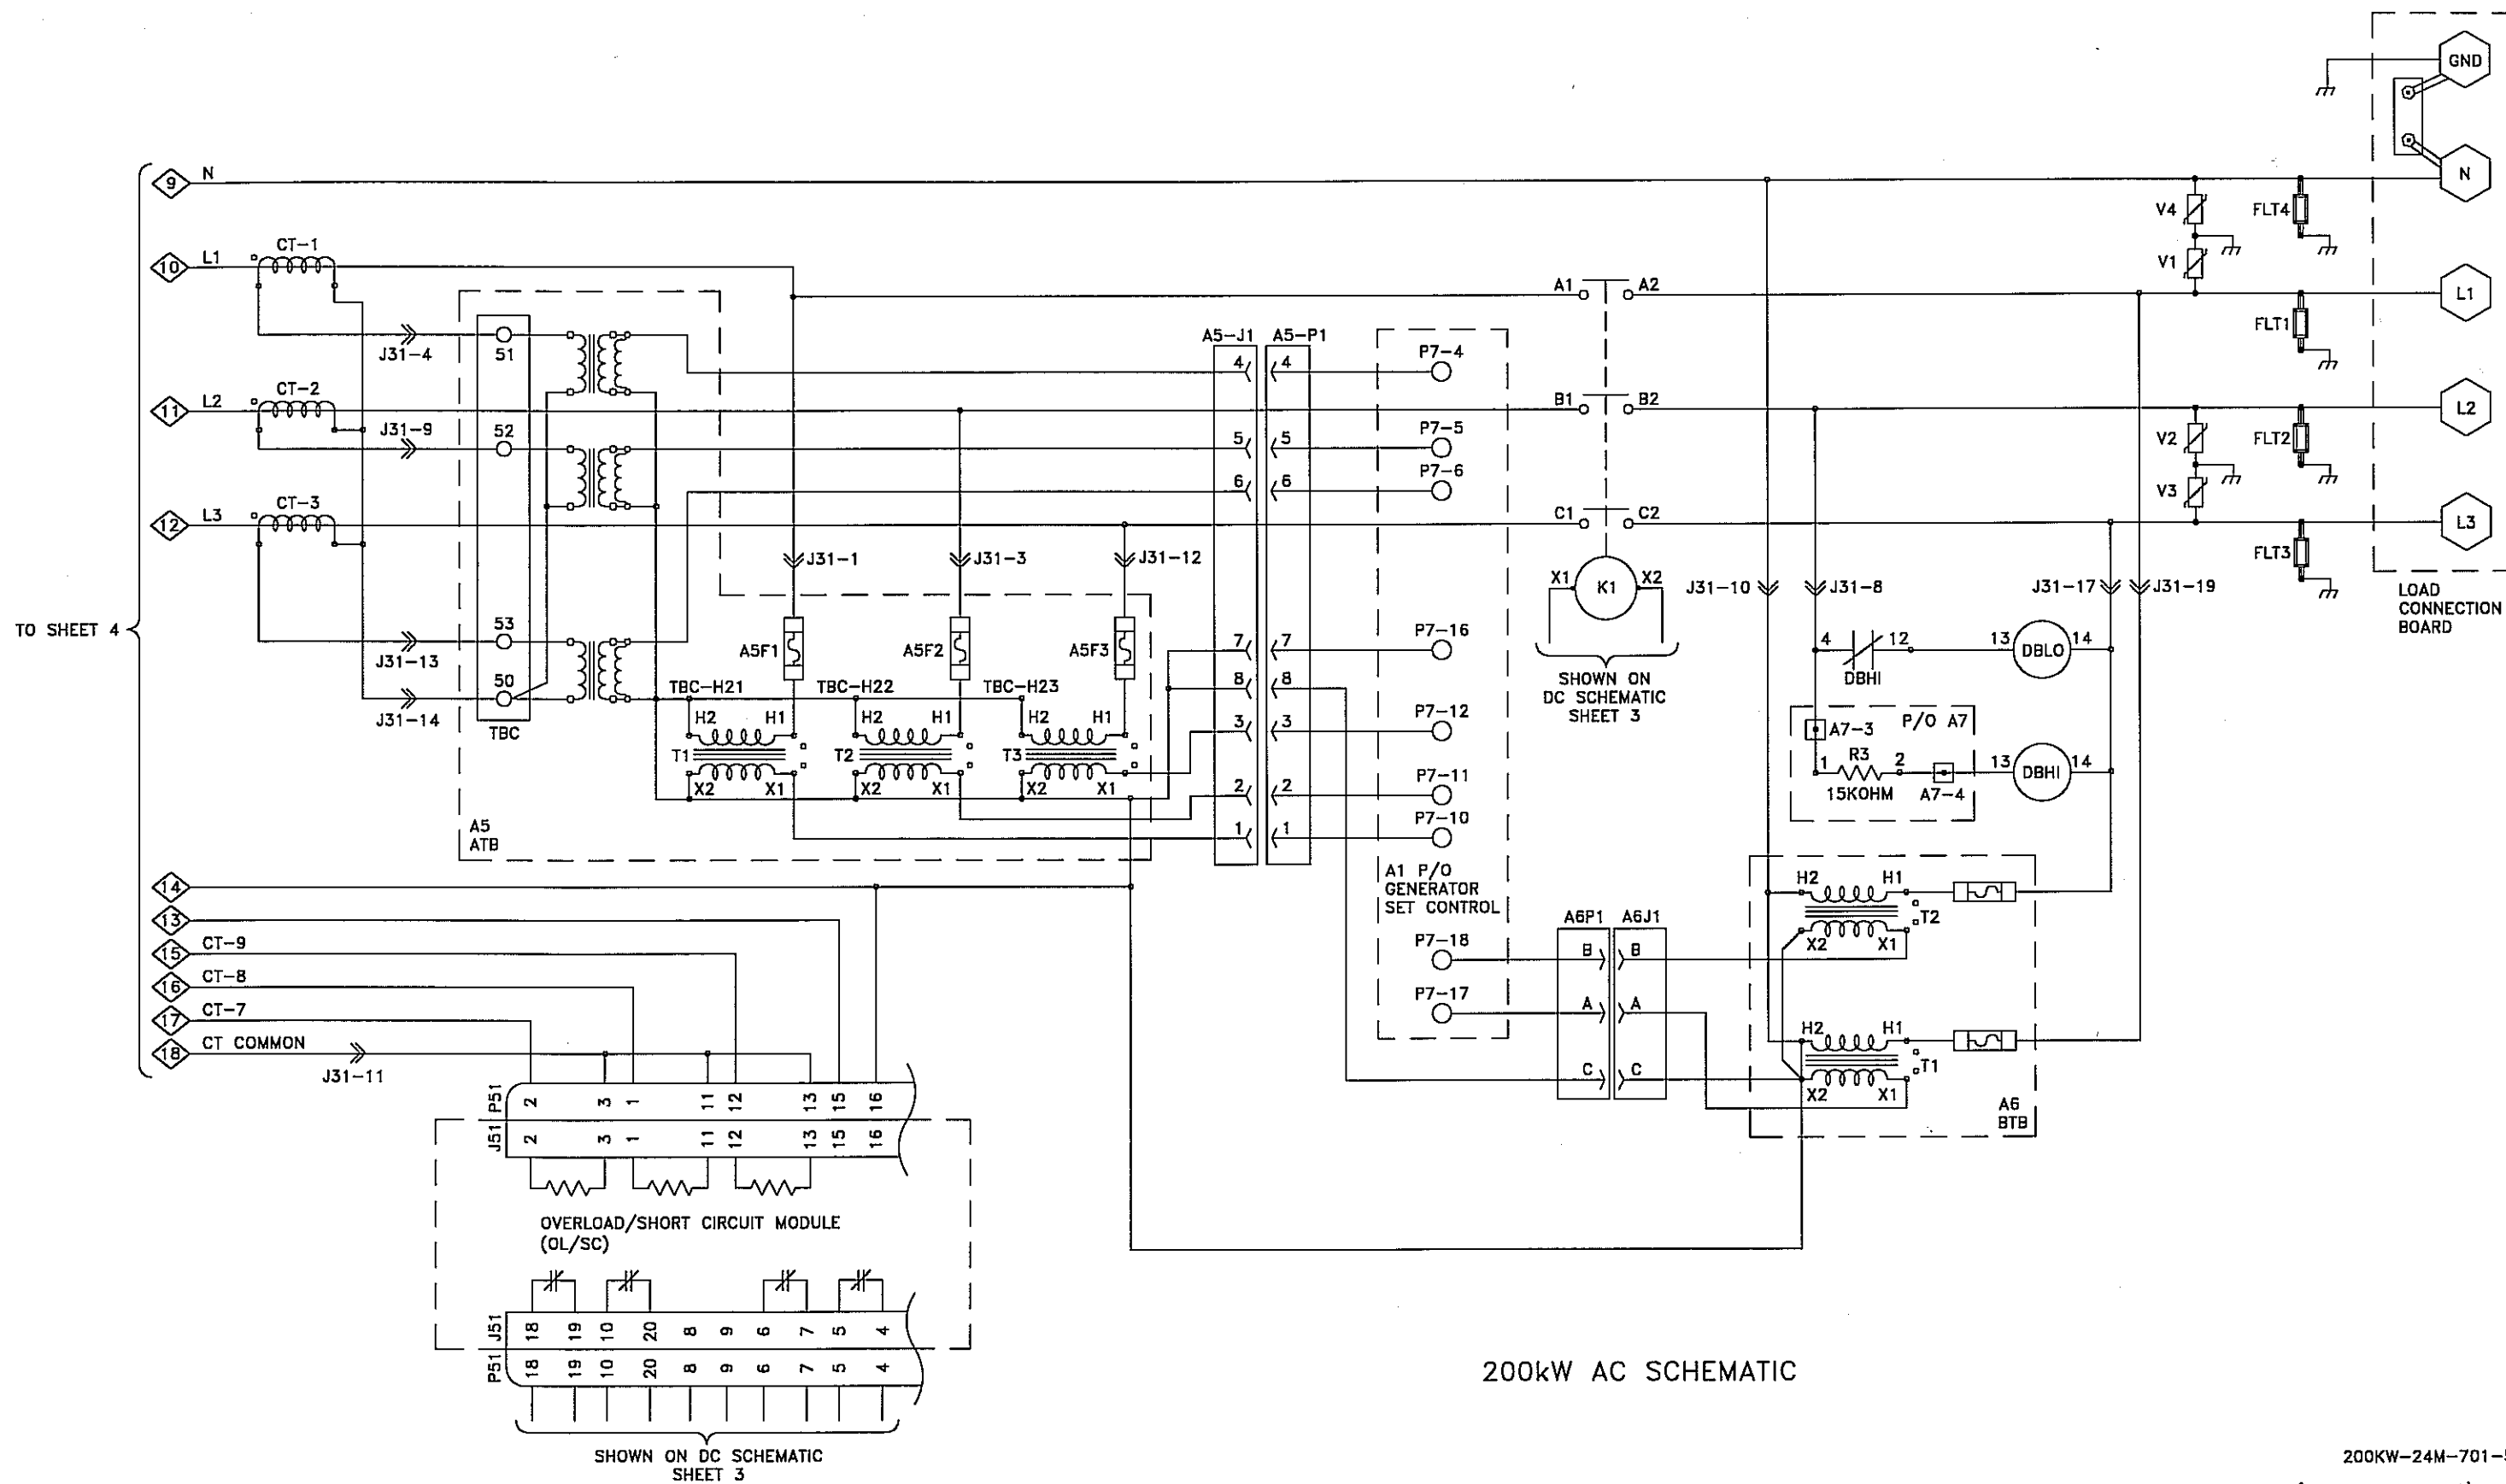 GND
9 N
N
V4 FLT4
V1
10 L1 CT-1
A1 A2
L1
FLT1
J31-4
51
A5-J1 A5-P1
4 4 P7-4
11 L2 CT-2
B1 B2
L2
J31-9
52
5 5 P7-5
V2 FLT2
6 6 P7-6
V3
12 L3 CT-3
C1 C2
L3
FLT3
J31-1 J31-3 J31-12
X1 K1 X2
J31-10 J31-8 J31-17 J31-19
LOAD
CONNECTION
BOARD
TO SHEET 4
53
J31-13
50
J31-14
TBC
A5F1 A5F2 A5F3
7 7 P7-16
8 8
3 3 P7-12
2 2 P7-11
1 1 P7-10
SHOWN ON
DC SCHEMATIC
SHEET 3
4 12 13 DBLO 14
DBHI
A7-3 P/O A7
1 R3 2 13 DBHI 14
15KOHM A7-4
TBC-H21 TBC-H22 TBC-H23
H2 H1 H2 H1 H2 H1
T1 T2 T3
X2 X1 X2 X1 X2 X1
A5
ATB
A1 P/O
GENERATOR
SET CONTROL
14
13
15 CT-9
16 CT-8
17 CT-7
18 CT COMMON
J31-11
A6P1 A6J1
P7-18 B B
P7-17 A A
C C
H2 H1
T2
X2 X1
H2 H1
T1
X2 X1
A6
BTB
P51 2 3 1 11 12 13 15 16
J51 2 3 1 11 12 13 15 16
OVERLOAD/SHORT CIRCUIT MODULE
(OL/SC)
J51 18 19 10 20 8 9 6 7 5 4
P51 18 19 10 20 8 9 6 7 5 4
SHOWN ON DC SCHEMATIC
SHEET 3
200kW AC SCHEMATIC
200KW-24M-701-